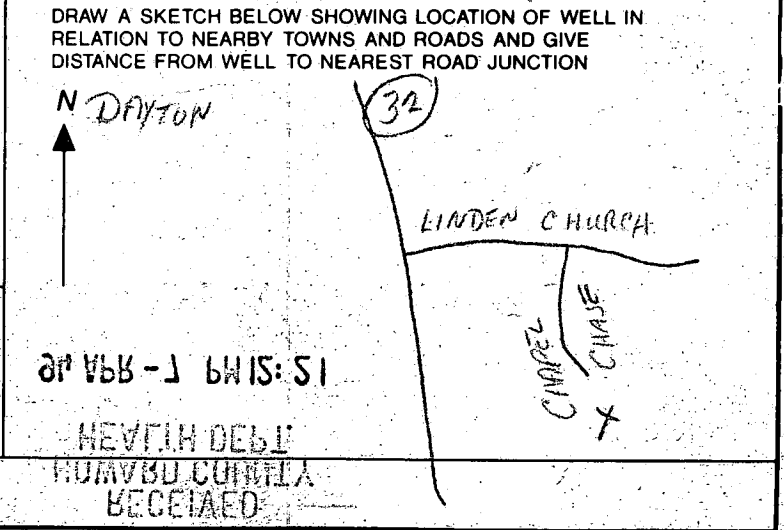 DRAW A SKETCH BELOW SHOWING LOCATION OF WELL IN
RELATION TO NEARBY TOWNS AND ROADS AND GIVE
DISTANCE FROM WELL TO NEAREST ROAD JUNCTION
N DAYTON
32
LINDEN CHURCH
CHAPEL
CHASE
X
RECEIVED
HOWARD COUNTY
HEALTH DEPT.
94 APR -7 PM 12: 21